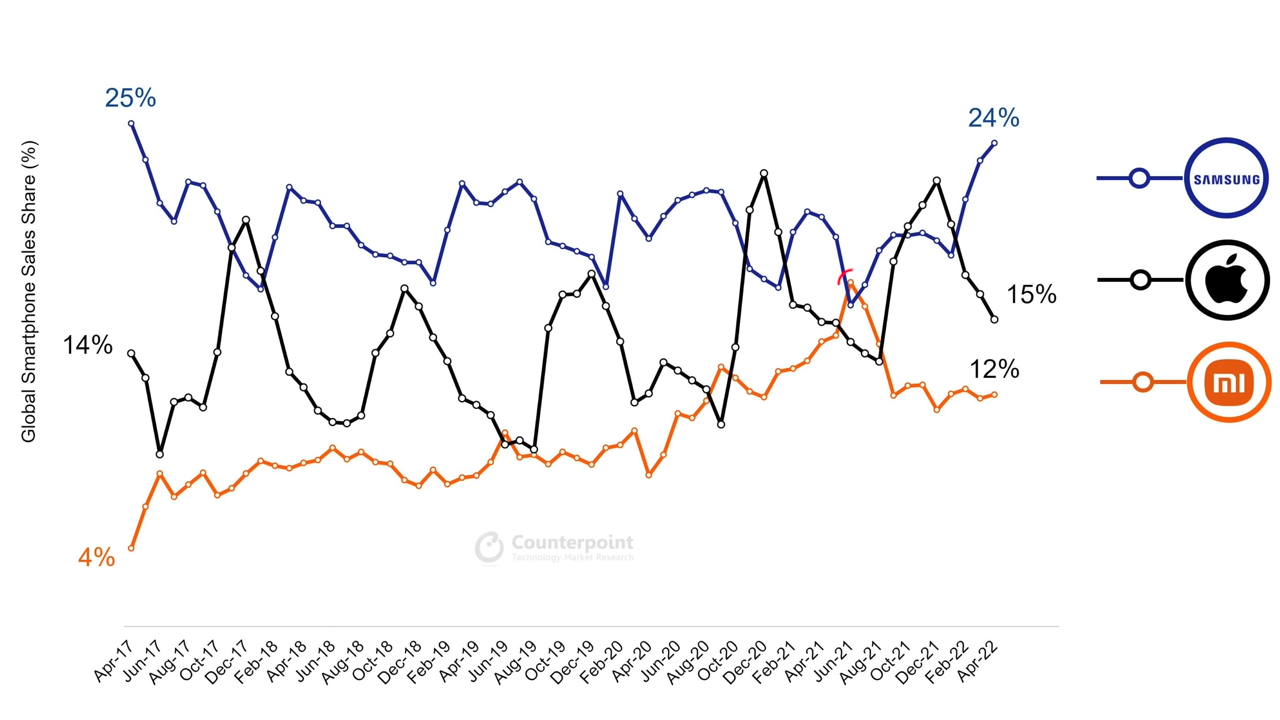 25%
24%
Global Smartphone Sales Share (%)
SAMSUNG
14%
15%
12%
mi
4%
Counterpoint
Technology Market Research
Apr-17
Jun-17
Aug-17
Oct-17
Dec-17
Feb-18
Apr-18
Jun-18
Aug-18
Oct-18
Dec-18
Feb-19
Apr-19
Jun-19
Aug-19
Oct-19
Dec-19
Feb-20
Apr-20
Jun-20
Aug-20
Oct-20
Dec-20
Feb-21
Apr-21
Jun-21
Aug-21
Oct-21
Dec-21
Feb-22
Apr-22